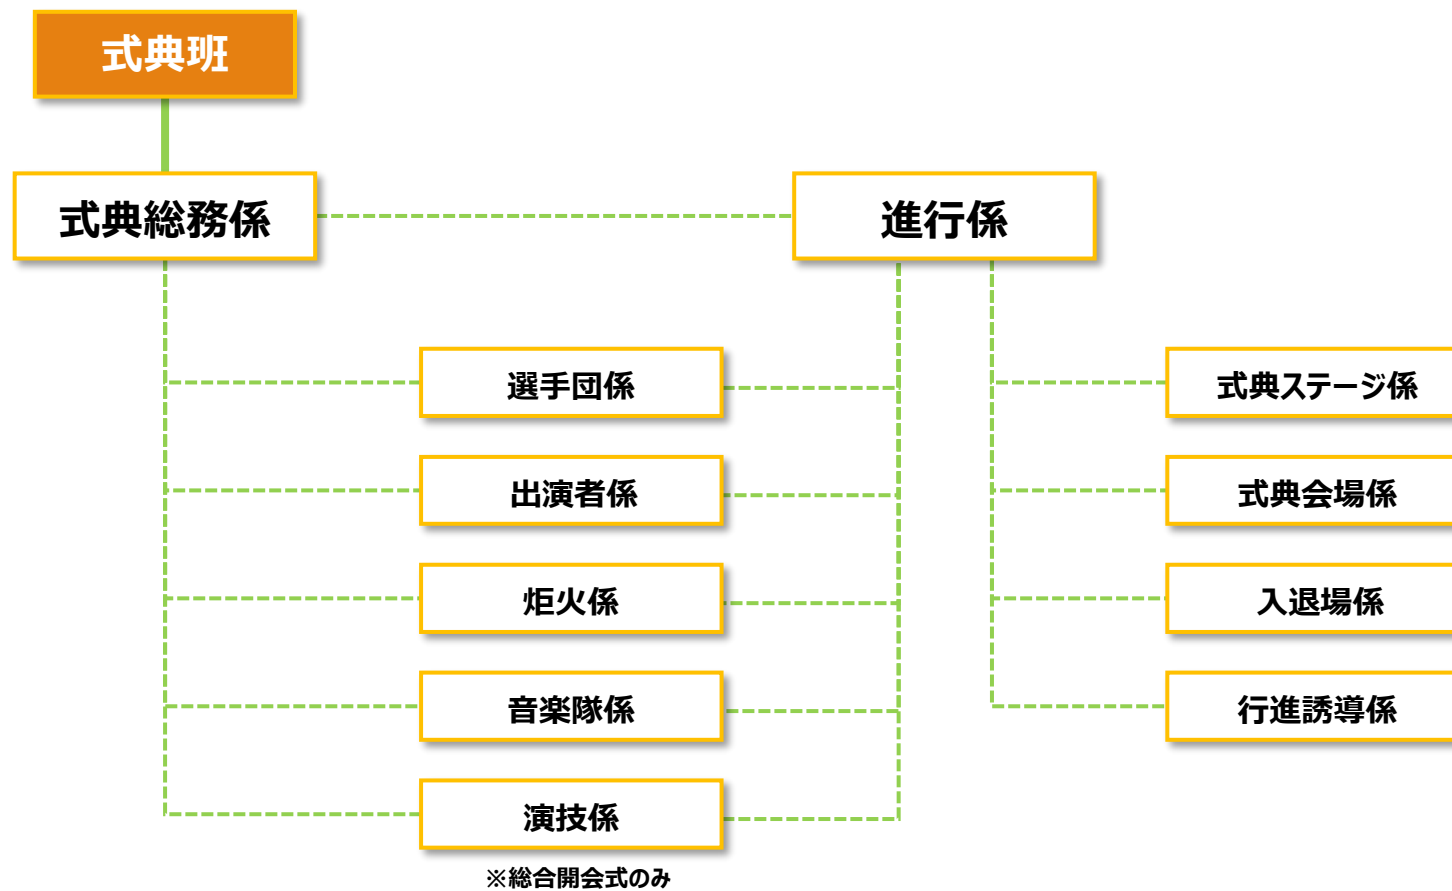 式典班
式典総務係
進行係
選手団係
式典ステージ係
出演者係
式典会場係
炬火係
入退場係
音楽隊係
行進誘導係
演技係
※総合開会式のみ